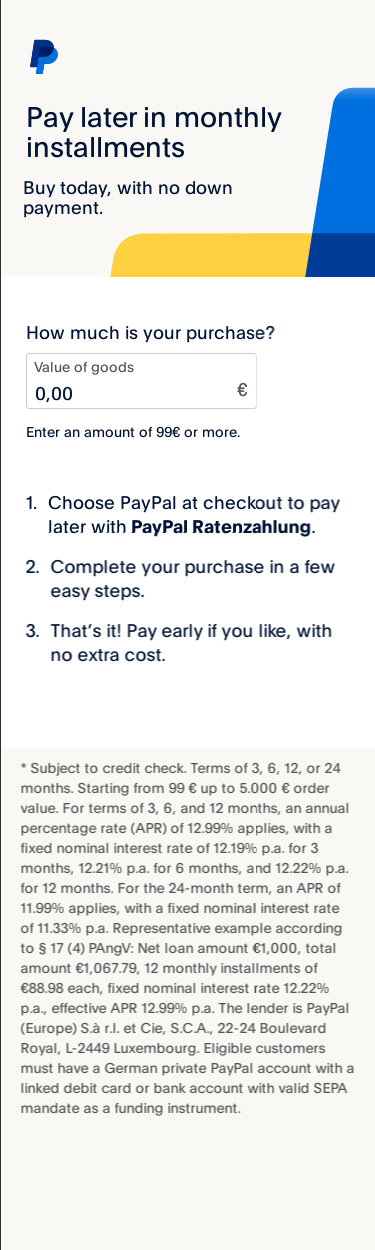 Pay later in monthly
installments
Buy today, with no down
payment.
How much is your purchase?
Value of goods
0,00 €
Enter an amount of 99€ or more.
1. Choose PayPal at checkout to pay
later with PayPal Ratenzahlung.
2. Complete your purchase in a few
easy steps.
3. That's it! Pay early if you like, with
no extra cost.
* Subject to credit check. Terms of 3, 6, 12, or 24
months. Starting from 99 € up to 5.000 € order
value. For terms of 3, 6, and 12 months, an annual
percentage rate (APR) of 12.99% applies, with a
fixed nominal interest rate of 12.19% p.a. for 3
months, 12.21% p.a. for 6 months, and 12.22% p.a.
for 12 months. For the 24-month term, an APR of
11.99% applies, with a fixed nominal interest rate
of 11.33% p.a. Representative example according
to § 17 (4) PAngV: Net loan amount €1,000, total
amount €1,067.79, 12 monthly installments of
€88.98 each, fixed nominal interest rate 12.22%
p.a., effective APR 12.99% p.a. The lender is PayPal
(Europe) S.à r.l. et Cie, S.C.A., 22-24 Boulevard
Royal, L-2449 Luxembourg. Eligible customers
must have a German private PayPal account with a
linked debit card or bank account with valid SEPA
mandate as a funding instrument.